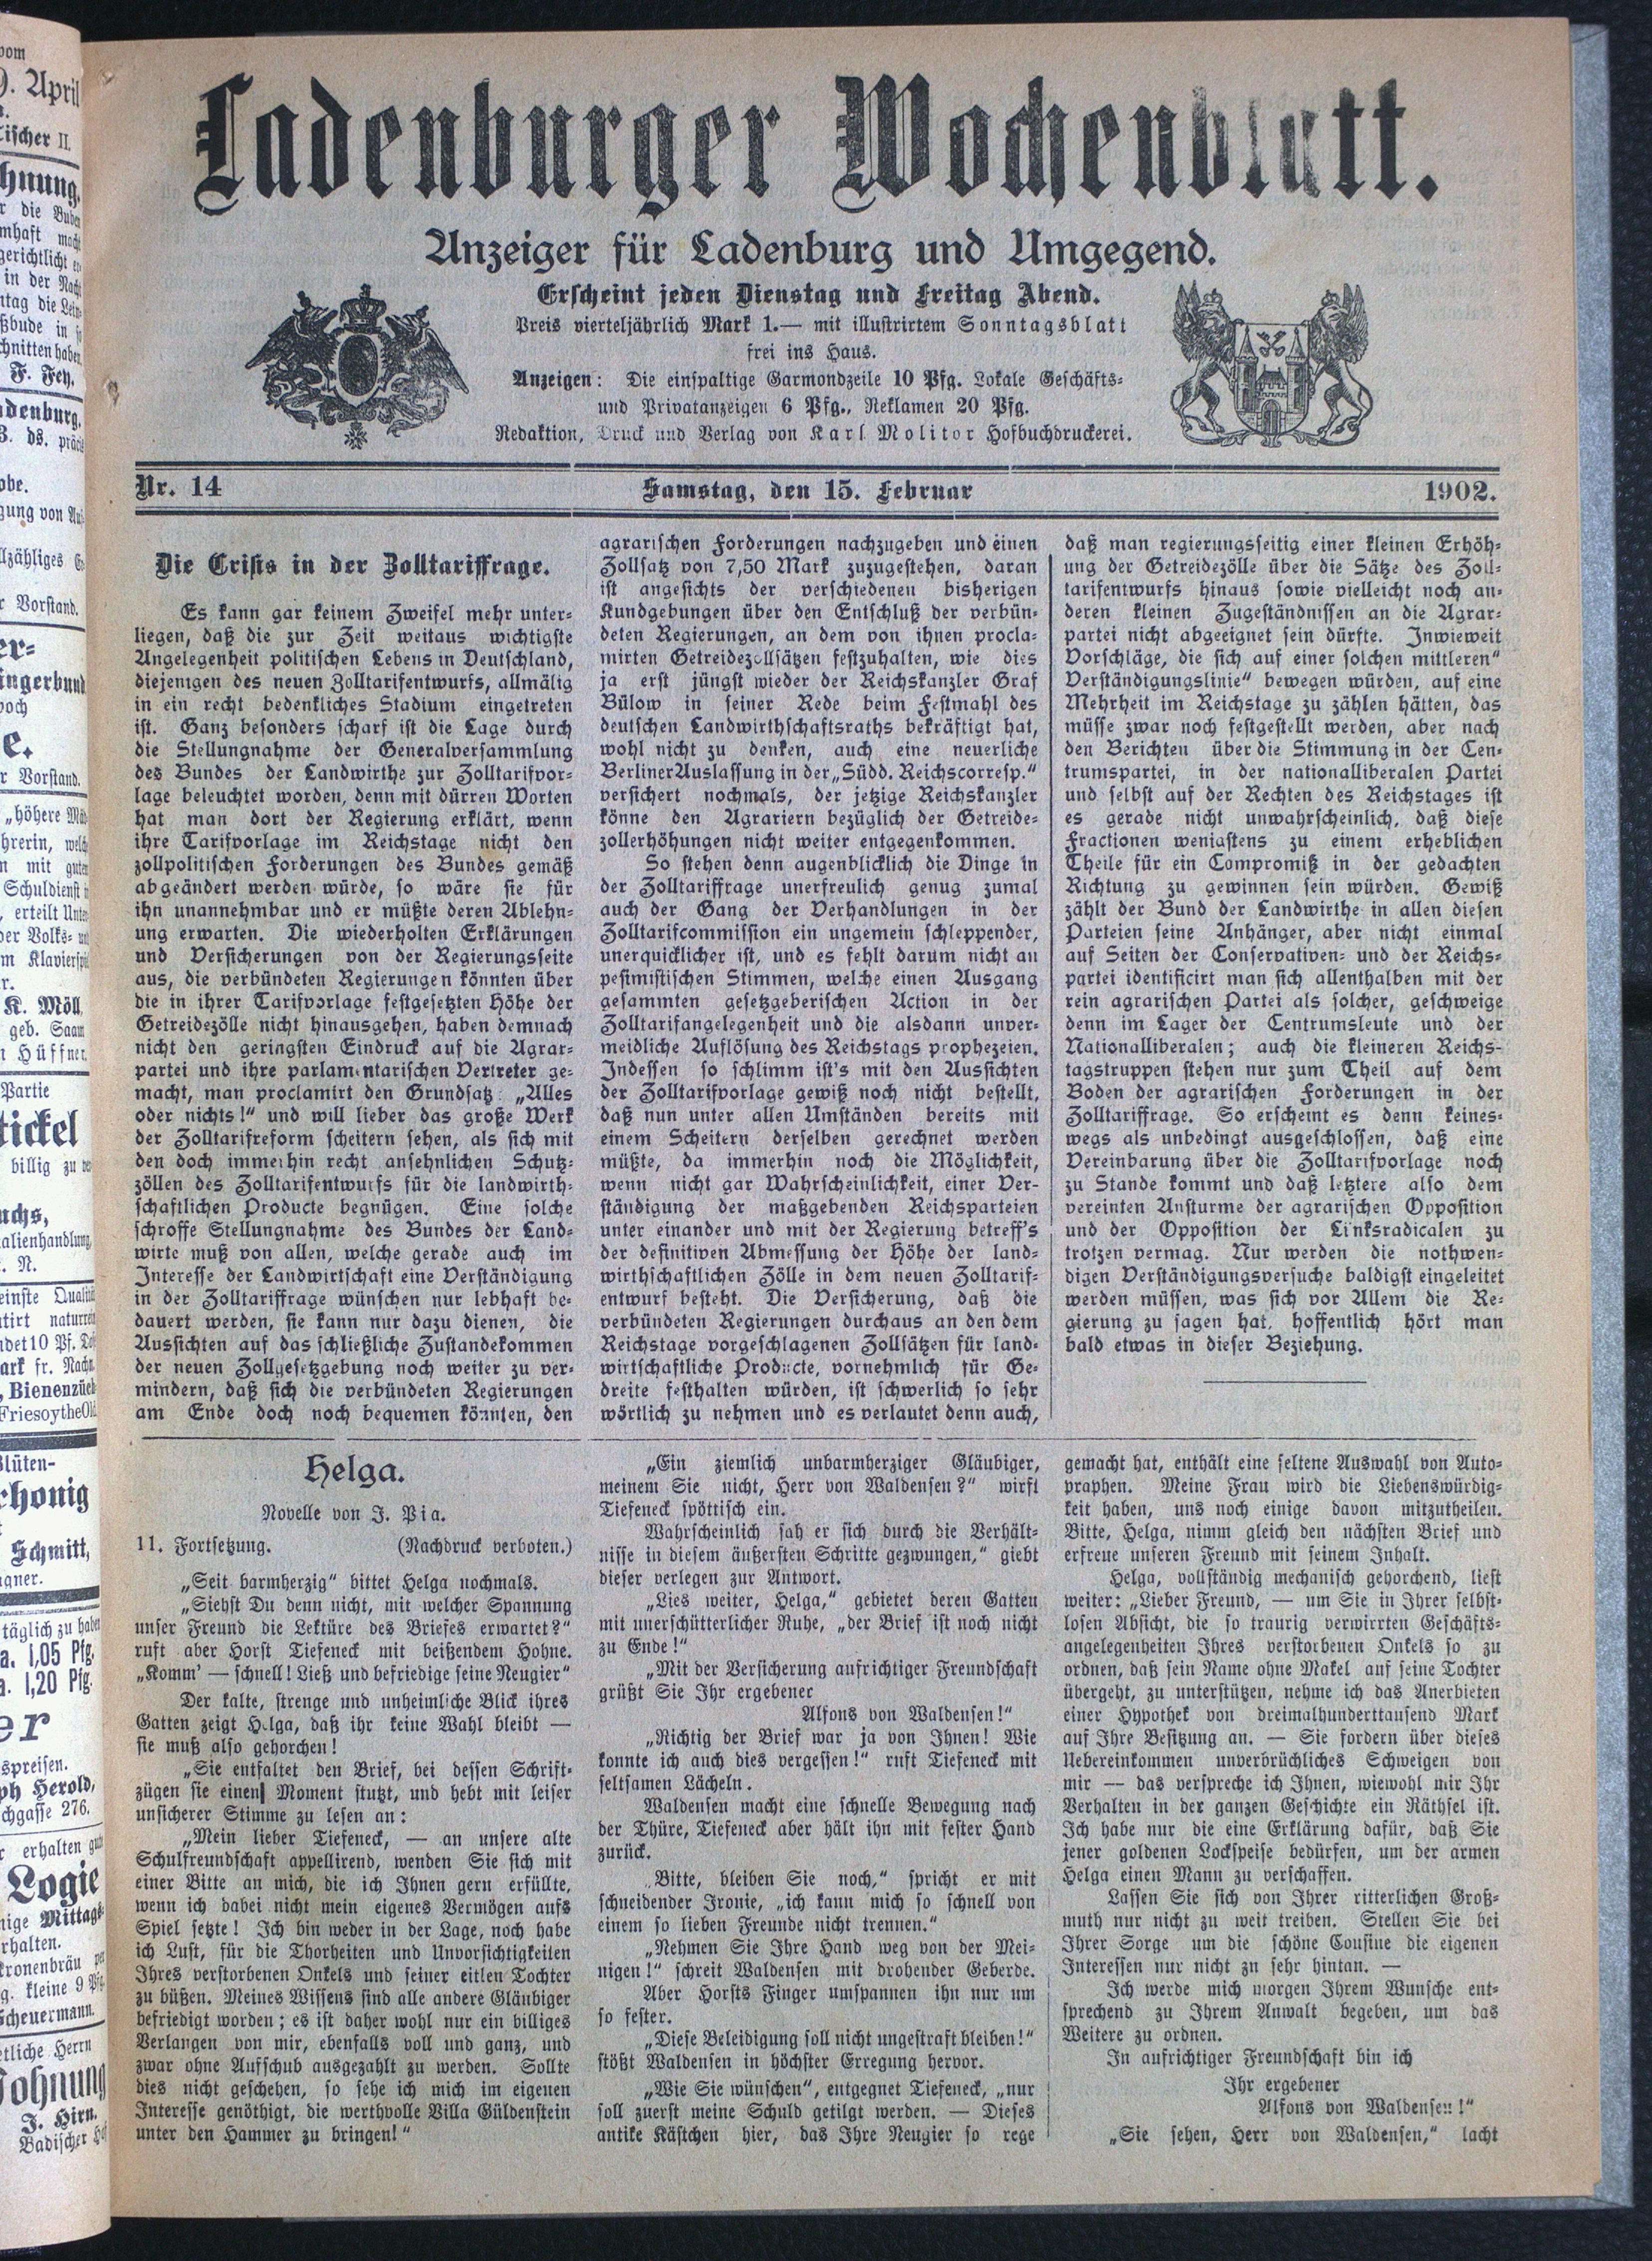 vom
9. April
Tischer II.
hnung.
r die Buben
F. Fey.
denburg.
r Vorstand.
ingerbund
r Vorstand.
K. Möll,
geb. Saam
Hüffner.
Partie
billig zu
Schmitt,
täglich zu haben
a. 1,05 Pfg.
a. 1,20 Pfg.
spreisen.
ph Herold,
chgasse 276.
Logie
Scheuermann.
J. Hirn.
Ladenburger Wochenblatt.
Anzeiger für Ladenburg und Umgegend.
Erscheint jeden Dienstag und Freitag Abend.
Preis vierteljährlich Mark 1.— mit illustrirtem Sonntagsblatt
frei ins Haus.
Anzeigen: Die einspaltige Garmondzeile 10 Pfg. Lokale Geschäfts-
und Privatanzeigen 6 Pfg., Reklamen 20 Pfg.
Redaktion, Druck und Verlag von Karl Molitor Hofbuchdruckerei.
Nr. 14 Samstag, den 15. Februar 1902.
Die Crisis in der Zolltariffrage.
Es kann gar keinem Zweifel mehr unter-
liegen, daß die zur Zeit weitaus wichtigste
Angelegenheit politischen Lebens in Deutschland,
diejenigen des neuen Zolltarifentwurfs, allmälig
in ein recht bedenkliches Stadium eingetreten
ist. Ganz besonders scharf ist die Lage durch
die Stellungnahme der Generalversammlung
des Bundes der Landwirthe zur Zolltarifvor-
lage beleuchtet worden, denn mit dürren Worten
hat man dort der Regierung erklärt, wenn
ihre Tarifvorlage im Reichstage nicht den
zollpolitischen Forderungen des Bundes gemäß
abgeändert werden würde, so wäre sie für
ihn unannehmbar und er müßte deren Ablehn-
ung erwarten. Die wiederholten Erklärungen
und Versicherungen von der Regierungsseite
aus, die verbündeten Regierungen könnten über
die in ihrer Tarifvorlage festgesetzten Höhe der
Getreidezölle nicht hinausgehen, haben demnach
nicht den geringsten Eindruck auf die Agrar-
partei und ihre parlamentarischen Vertreter ge-
macht, man proclamirt den Grundsatz: „Alles
oder nichts!“ und will lieber das große Werk
der Zolltarifreform scheitern sehen, als sich mit
den doch immerhin recht ansehnlichen Schutz-
zöllen des Zolltarifentwurfs für die landwirth-
schaftlichen Producte begnügen. Eine solche
schroffe Stellungnahme des Bundes der Land-
wirte muß von allen, welche gerade auch im
Interesse der Landwirtschaft eine Verständigung
in der Zolltariffrage wünschen nur lebhaft be-
dauert werden, sie kann nur dazu dienen, die
Aussichten auf das schließliche Zustandekommen
der neuen Zollgesetzgebung noch weiter zu ver-
mindern, daß sich die verbündeten Regierungen
am Ende doch noch bequemen könnten, den
agrarischen Forderungen nachzugeben und einen
Zollsatz von 7,50 Mark zuzugestehen, daran
ist angesichts der verschiedenen bisherigen
Kundgebungen über den Entschluß der verbün-
deten Regierungen, an dem von ihnen procla-
mirten Getreidezollsätzen festzuhalten, wie dies
ja erst jüngst wieder der Reichskanzler Graf
Bülow in seiner Rede beim Festmahl des
deutschen Landwirthschaftsraths bekräftigt hat,
wohl nicht zu denken, auch eine neuerliche
Berliner Auslassung in der „Südd. Reichscorresp.“
versichert nochmals, der jetzige Reichskanzler
könne den Agrariern bezüglich der Getreide-
zollerhöhungen nicht weiter entgegenkommen.
So stehen denn augenblicklich die Dinge in
der Zolltariffrage unerfreulich genug zumal
auch der Gang der Verhandlungen in der
Zolltarifcommission ein ungemein schleppender,
unerquicklicher ist, und es fehlt darum nicht an
pesimistischen Stimmen, welche einen Ausgang
gesammten gesetzgeberischen Action in der
Zolltarifangelegenheit und die alsdann unver-
meidliche Auflösung des Reichstags prophezeien.
Indessen so schlimm ist's mit den Aussichten
der Zolltarifvorlage gewiß noch nicht bestellt,
daß nun unter allen Umständen bereits mit
einem Scheitern derselben gerechnet werden
müßte, da immerhin noch die Möglichkeit,
wenn nicht gar Wahrscheinlichkeit, einer Ver-
ständigung der maßgebenden Reichsparteien
unter einander und mit der Regierung betreff's
der definitiven Abmessung der Höhe der land-
wirthschaftlichen Zölle in dem neuen Zolltarif-
entwurf besteht. Die Versicherung, daß die
verbündeten Regierungen durchaus an den dem
Reichstage vorgeschlagenen Zollsätzen für land-
wirtschaftliche Producte, vornehmlich für Ge-
dreite festhalten würden, ist schwerlich so sehr
wörtlich zu nehmen und es verlautet denn auch,
daß man regierungsseitig einer kleinen Erhöh-
ung der Getreidezölle über die Sätze des Zoll-
tarifentwurfs hinaus sowie vielleicht noch an-
deren kleinen Zugeständnissen an die Agrar-
partei nicht abgeeignet sein dürfte. Inwieweit
Vorschläge, die sich auf einer solchen mittleren“
Verständigungslinie“ bewegen würden, auf eine
Mehrheit im Reichstage zu zählen hätten, das
müsse zwar noch festgestellt werden, aber nach
den Berichten über die Stimmung in der Cen-
trumspartei, in der nationalliberalen Partei
und selbst auf der Rechten des Reichstages ist
es gerade nicht unwahrscheinlich, daß diese
Fractionen wenigstens zu einem erheblichen
Theile für ein Compromiß in der gedachten
Richtung zu gewinnen sein würden. Gewiß
zählt der Bund der Landwirthe in allen diesen
Parteien seine Anhänger, aber nicht einmal
auf Seiten der Conservativen- und der Reichs-
partei identificirt man sich allenthalben mit der
rein agrarischen Partei als solcher, geschweige
denn im Lager der Centrumsleute und der
Nationalliberalen; auch die kleineren Reichs-
tagstruppen stehen nur zum Theil auf dem
Boden der agrarischen Forderungen in der
Zolltariffrage. So erscheint es denn keines-
wegs als unbedingt ausgeschlossen, daß eine
Vereinbarung über die Zolltarifvorlage noch
zu Stande kommt und daß letztere also dem
vereinten Ansturme der agrarischen Opposition
und der Opposition der Linksradicalen zu
trotzen vermag. Nur werden die nothwen-
digen Verständigungsversuche baldigst eingeleitet
werden müssen, was sich vor Allem die Re-
gierung zu sagen hat, hoffentlich hört man
bald etwas in dieser Beziehung.
Helga.
Novelle von J. Pia.
11. Fortsetzung. (Nachdruck verboten.)
„Seit barmherzig“ bittet Helga nochmals.
„Siehst Du denn nicht, mit welcher Spannung
unser Freund die Lektüre des Briefes erwartet?“
ruft aber Horst Tiefeneck mit beißendem Hohne.
„Komm' — schnell! Ließ und befriedige seine Neugier“
Der kalte, strenge und unheimliche Blick ihres
Gatten zeigt Helga, daß ihr keine Wahl bleibt —
sie muß also gehorchen!
„Sie entfaltet den Brief, bei dessen Schrift-
zügen sie einen Moment stutzt, und hebt mit leiser
unsicherer Stimme zu lesen an:
„Mein lieber Tiefeneck, — an unsere alte
Schulfreundschaft appellirend, wenden Sie sich mit
einer Bitte an mich, die ich Ihnen gern erfüllte,
wenn ich dabei nicht mein eigenes Vermögen aufs
Spiel setzte! Ich bin weder in der Lage, noch habe
ich Lust, für die Thorheiten und Unvorsichtigkeiten
Ihres verstorbenen Onkels und seiner eitlen Tochter
zu büßen. Meines Wissens sind alle andere Gläubiger
befriedigt worden; es ist daher wohl nur ein billiges
Verlangen von mir, ebenfalls voll und ganz, und
zwar ohne Aufschub ausgezahlt zu werden. Sollte
dies nicht geschehen, so sehe ich mich im eigenen
Interesse genöthigt, die werthvolle Villa Güldenstein
unter den Hammer zu bringen!“
„Ein ziemlich unbarmherziger Gläubiger,
meinem Sie nicht, Herr von Waldensen?“ wirft
Tiefeneck spöttisch ein.
Wahrscheinlich sah er sich durch die Verhält-
nisse in diesem äußersten Schritte gezwungen,“ giebt
dieser verlegen zur Antwort.
„Lies weiter, Helga,“ gebietet deren Gatten
mit unerschütterlicher Ruhe, „der Brief ist noch nicht
zu Ende!“
„Mit der Versicherung aufrichtiger Freundschaft
grüßt Sie Ihr ergebener
Alfons von Waldensen!“
„Richtig der Brief war ja von Ihnen! Wie
konnte ich auch dies vergessen!“ ruft Tiefeneck mit
seltsamen Lächeln.
Waldensen macht eine schnelle Bewegung nach
der Thüre, Tiefeneck aber hält ihn mit fester Hand
zurück.
„Bitte, bleiben Sie noch,“ spricht er mit
schneidender Ironie, „ich kann mich so schnell von
einem so lieben Freunde nicht trennen.“
„Nehmen Sie Ihre Hand weg von der Mei-
nigen!“ schreit Waldensen mit drohender Geberde.
Aber Horsts Finger umspannen ihn nur um
so fester.
„Diese Beleidigung soll nicht ungestraft bleiben!“
stößt Waldensen in höchster Erregung hervor.
„Wie Sie wünschen“, entgegnet Tiefeneck, „nur
soll zuerst meine Schuld getilgt werden. — Dieses
antike Kästchen hier, das Ihre Neugier so rege
gemacht hat, enthält eine seltene Auswahl von Auto-
praphen. Meine Frau wird die Liebenswürdig-
keit haben, uns noch einige davon mitzutheilen.
Bitte, Helga, nimm gleich den nächsten Brief und
erfreue unseren Freund mit seinem Inhalt.
Helga, vollständig mechanisch gehorchend, liest
weiter: „Lieber Freund, — um Sie in Ihrer selbst-
losen Absicht, die so traurig verwirrten Geschäfts-
angelegenheiten Ihres verstorbenen Onkels so zu
ordnen, daß sein Name ohne Makel auf seine Tochter
übergeht, zu unterstützen, nehme ich das Anerbieten
einer Hypothek von dreimalhunderttausend Mark
auf Ihre Besitzung an. — Sie fordern über dieses
Uebereinkommen unverbrüchliches Schweigen von
mir — das verspreche ich Ihnen, wiewohl mir Ihr
Verhalten in der ganzen Geschichte ein Räthsel ist.
Ich habe nur die eine Erklärung dafür, daß Sie
jener goldenen Lockspeise bedürfen, um der armen
Helga einen Mann zu verschaffen.
Lassen Sie sich von Ihrer ritterlichen Groß-
muth nur nicht zu weit treiben. Stellen Sie bei
Ihrer Sorge um die schöne Cousine die eigenen
Interessen nur nicht zu sehr hintan. —
Ich werde mich morgen Ihrem Wunsche ent-
sprechend zu Ihrem Anwalt begeben, um das
Weitere zu ordnen.
In aufrichtiger Freundschaft bin ich
Ihr ergebener
Alfons von Waldensen!“
„Sie sehen, Herr von Waldensen,“ lacht